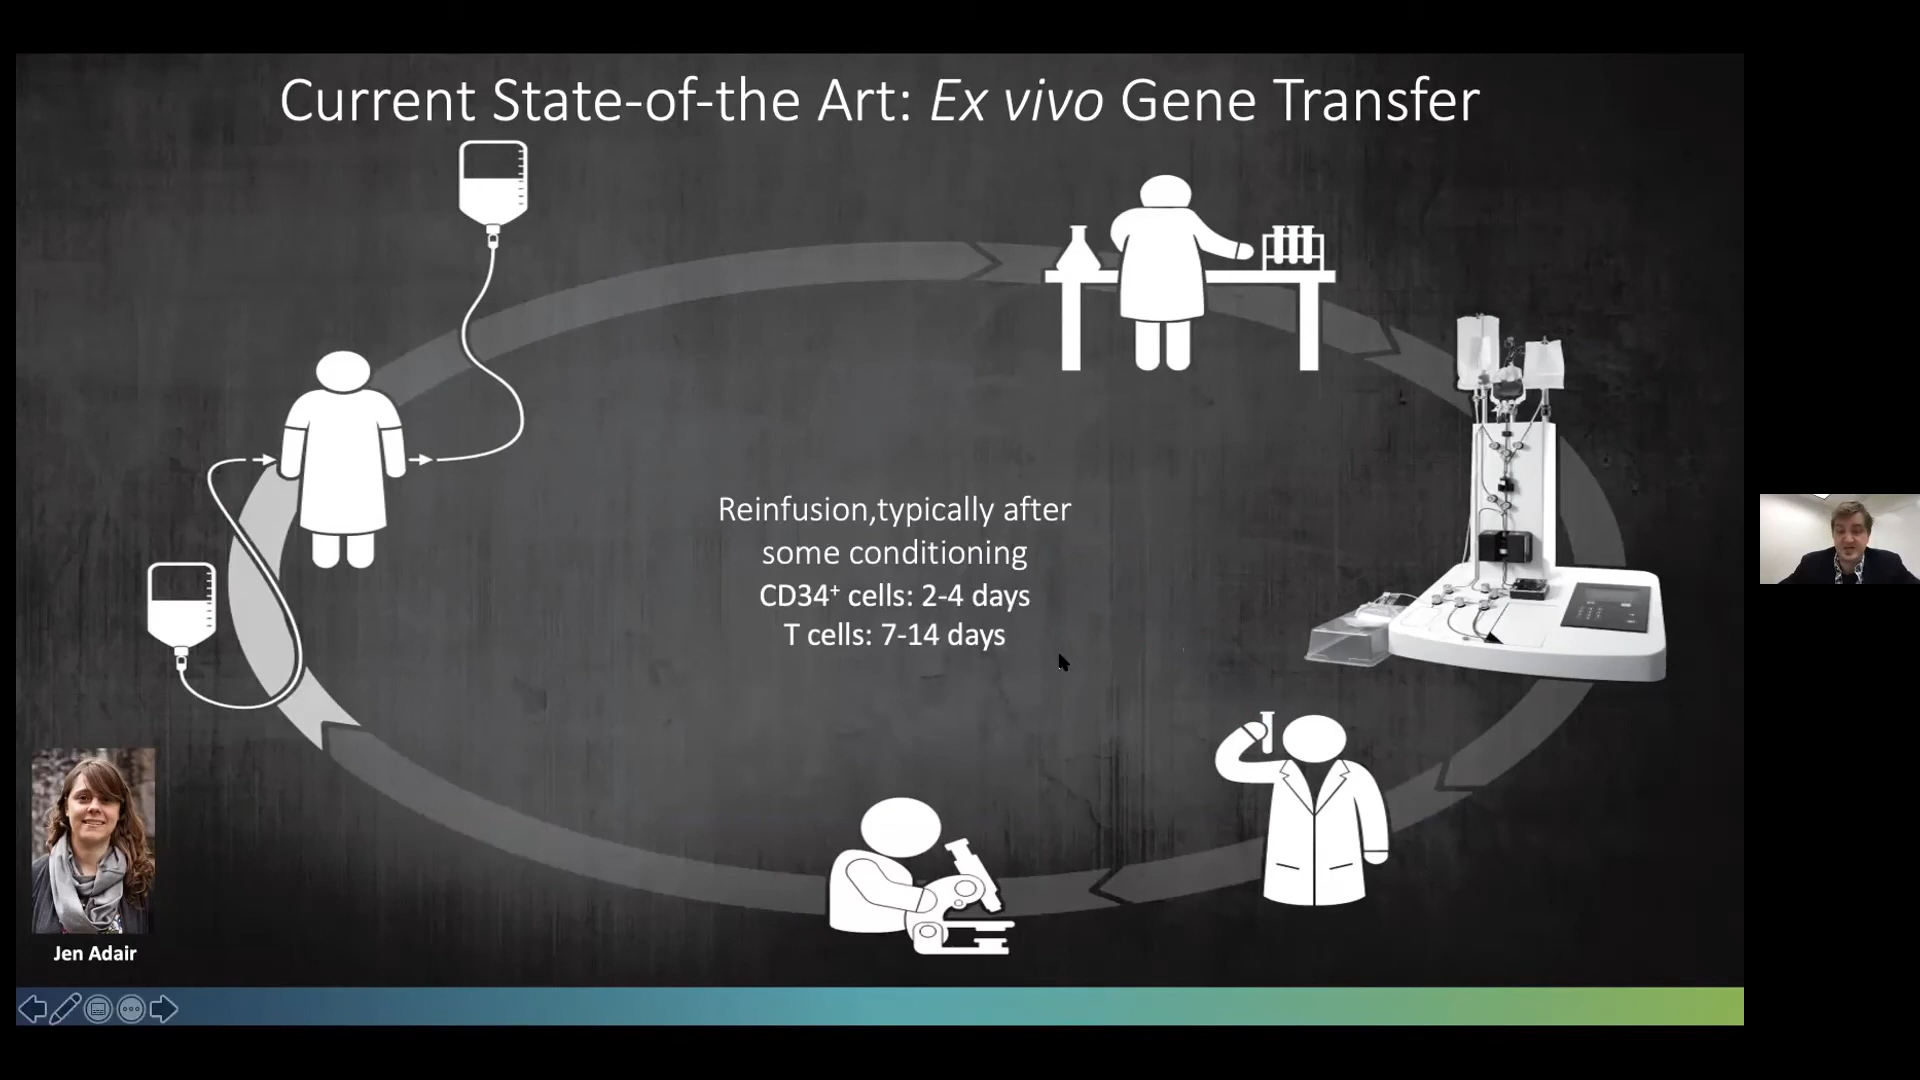 Current State-of-the Art: Ex vivo Gene Transfer
Reinfusion,typically after
some conditioning
CD34⁺ cells: 2-4 days
T cells: 7-14 days
Jen Adair